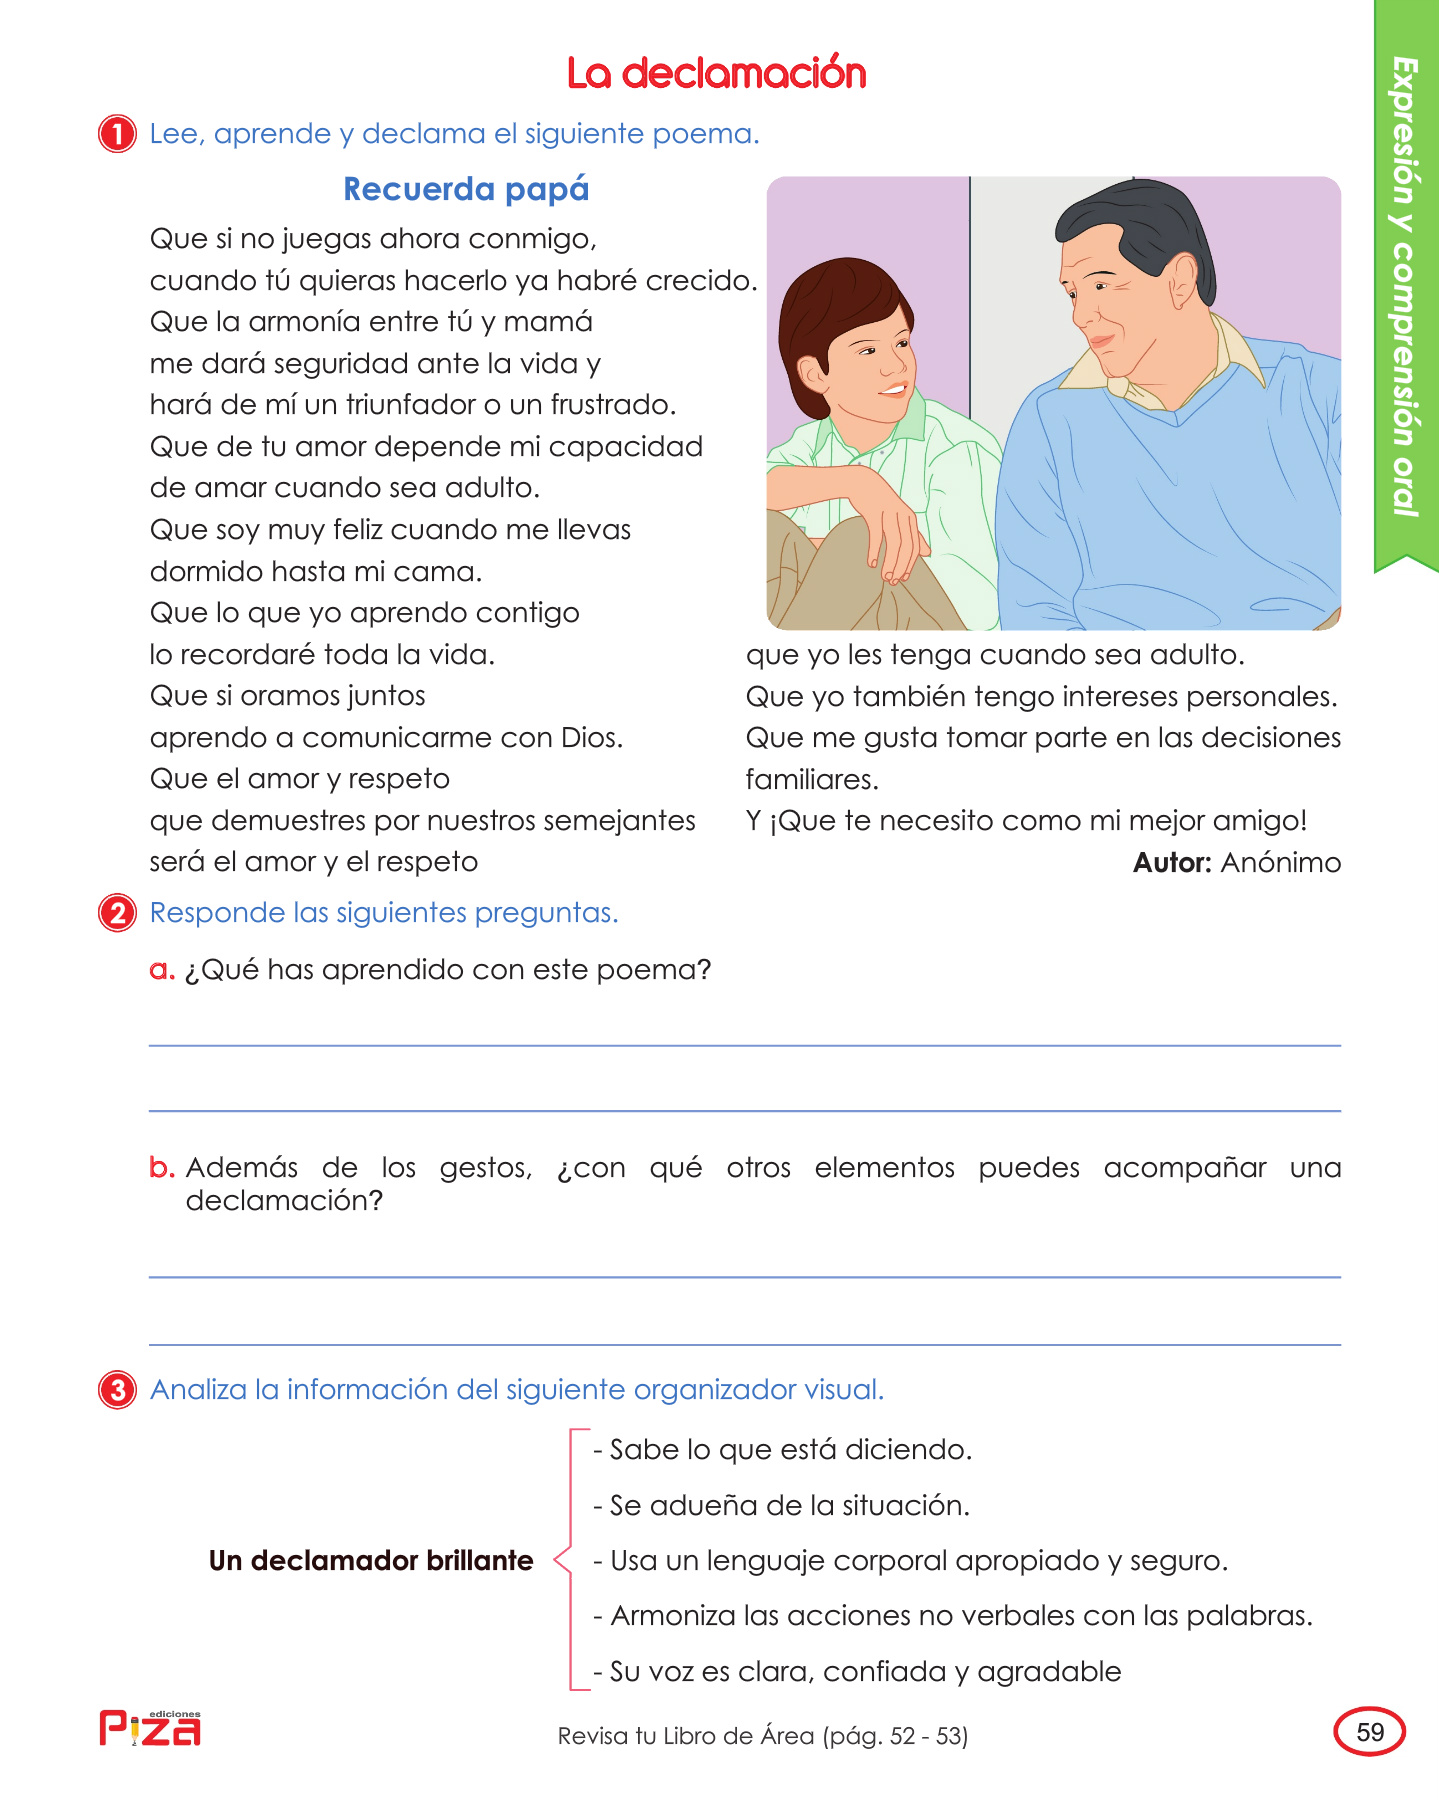 La declamación
1 Lee, aprende y declama el siguiente poema.
Recuerda papá
Que si no juegas ahora conmigo,
cuando tú quieras hacerlo ya habré crecido.
Que la armonía entre tú y mamá
me dará seguridad ante la vida y
hará de mí un triunfador o un frustrado.
Que de tu amor depende mi capacidad
de amar cuando sea adulto.
Que soy muy feliz cuando me llevas
dormido hasta mi cama.
Que lo que yo aprendo contigo
lo recordaré toda la vida.
Que si oramos juntos
aprendo a comunicarme con Dios.
Que el amor y respeto
que demuestres por nuestros semejantes
será el amor y el respeto
que yo les tenga cuando sea adulto.
Que yo también tengo intereses personales.
Que me gusta tomar parte en las decisiones
familiares.
Y ¡Que te necesito como mi mejor amigo!
Autor: Anónimo
2 Responde las siguientes preguntas.
a. ¿Qué has aprendido con este poema?
b. Además de los gestos, ¿con qué otros elementos puedes acompañar una
declamación?
3 Analiza la información del siguiente organizador visual.
Un declamador brillante
- Sabe lo que está diciendo.
- Se adueña de la situación.
- Usa un lenguaje corporal apropiado y seguro.
- Armoniza las acciones no verbales con las palabras.
- Su voz es clara, confiada y agradable
ediciones
Piza
Revisa tu Libro de Área (pág. 52 - 53)
59
Expresión y comprensión oral